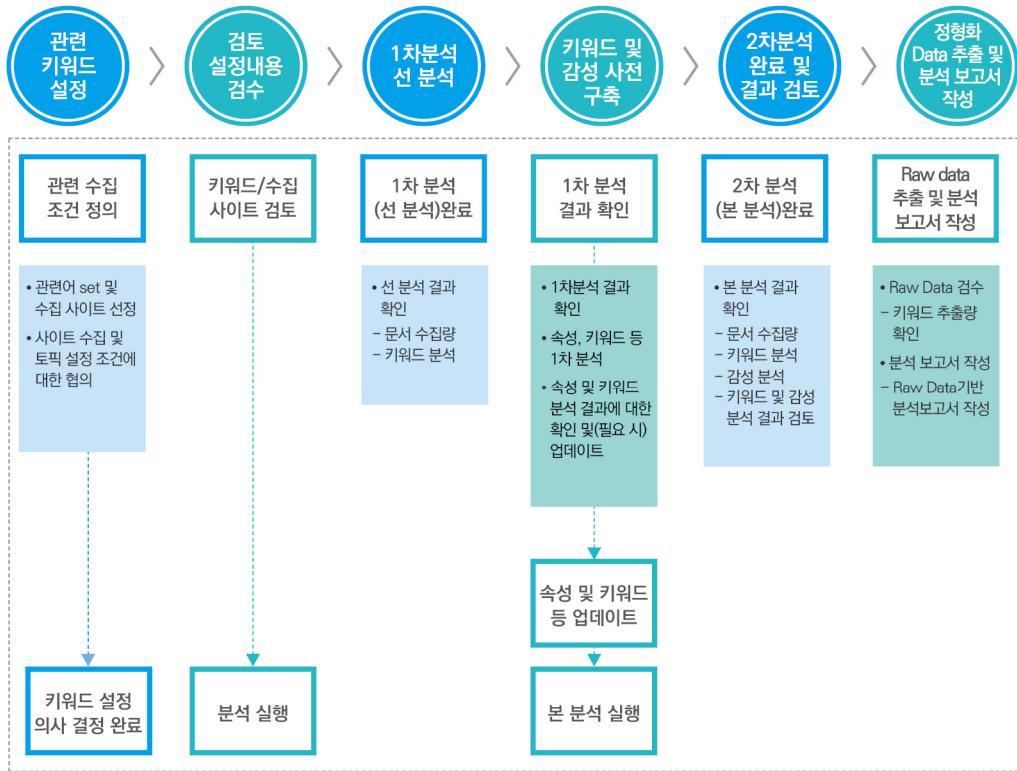 관련
키워드
설정
검토
설정내용
검수
1차분석
선 분석
키워드 및
감성 사전
구축
2차분석
완료 및
결과 검토
정형화
Data 추출 및
분석 보고서
작성
관련 수집
조건 정의
키워드/수집
사이트 검토
1차 분석
(선 분석)완료
1차 분석
결과 확인
2차 분석
(본 분석)완료
Raw data
추출 및 분석
보고서 작성
• 관련어 set 및
수집 사이트 선정
• 사이트 수집 및
토픽 설정 조건에
대한 협의
• 선 분석 결과
확인
– 문서 수집량
– 키워드 분석
• 1차분석 결과
확인
• 속성, 키워드 등
1차 분석
• 속성 및 키워드
분석 결과에 대한
확인 및(필요 시)
업데이트
• 본 분석 결과
확인
– 문서 수집량
– 키워드 분석
– 감성 분석
– 키워드 및 감성
분석 결과 검토
• Raw Data 검수
– 키워드 추출량
확인
• 분석 보고서 작성
– Raw Data기반
분석보고서 작성
속성 및 키워드
등 업데이트
키워드 설정
의사 결정 완료
분석 실행
본 분석 실행